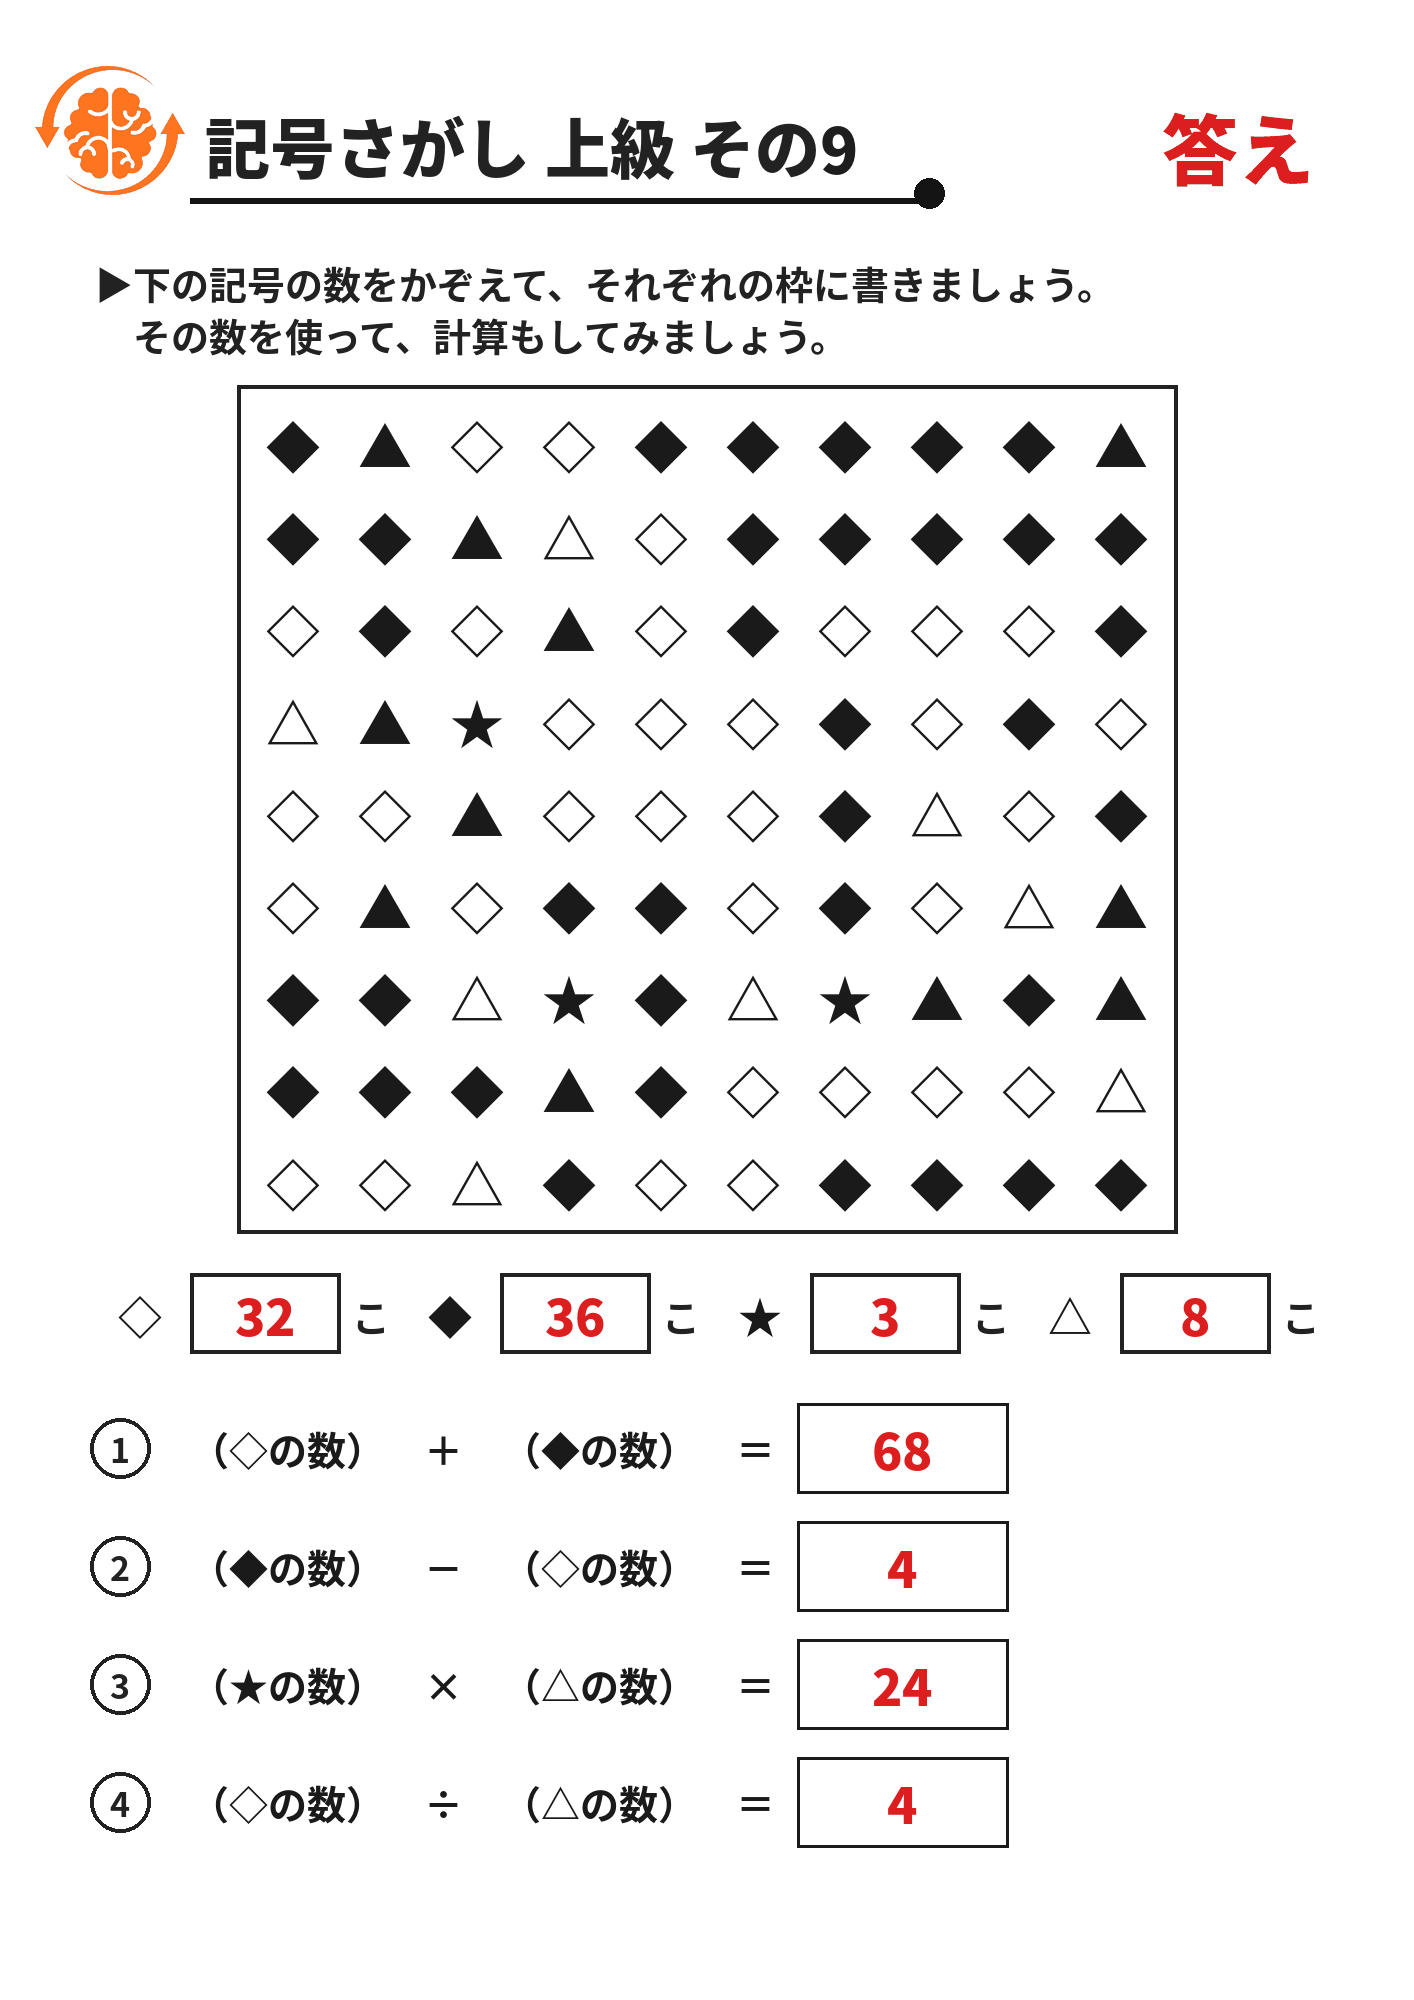 記号さがし 上級 その9
答え
▶下の記号の数をかぞえて、それぞれの枠に書きましょう。
その数を使って、計算もしてみましょう。
◆▲◇◇◆◆◆◆◆▲
◆◆▲△◇◆◆◆◆◆
◇◆◇▲◇◆◇◇◇◆
△▲★◇◇◇◆◇◆◇
◇◇▲◇◇◇◆△◇◆
◇▲◇◆◆◇◆◇△▲
◆◆△★◆△★▲◆▲
◆◆◆▲◆◇◇◇◇△
◇◇△◆◇◇◆◆◆◆
◇ 32 こ ◆ 36 こ ★ 3 こ △ 8 こ
① （◇の数） ＋ （◆の数） ＝ 68
② （◆の数） － （◇の数） ＝ 4
③ （★の数） × （△の数） ＝ 24
④ （◇の数） ÷ （△の数） ＝ 4